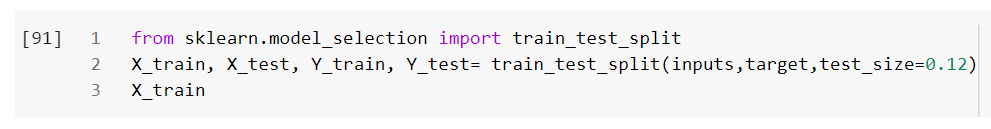 [91] 1 from sklearn.model_selection import train_test_split
2 X_train, X_test, Y_train, Y_test= train_test_split(inputs,target,test_size=0.12)
3 X_train